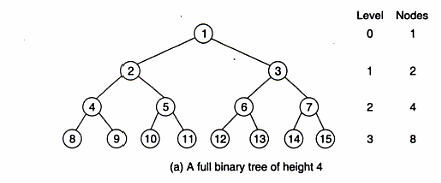 Level Nodes
1 0 1
2 3 1 2
4 5 6 7 2 4
8 9 10 11 12 13 14 15 3 8
(a) A full binary tree of height 4